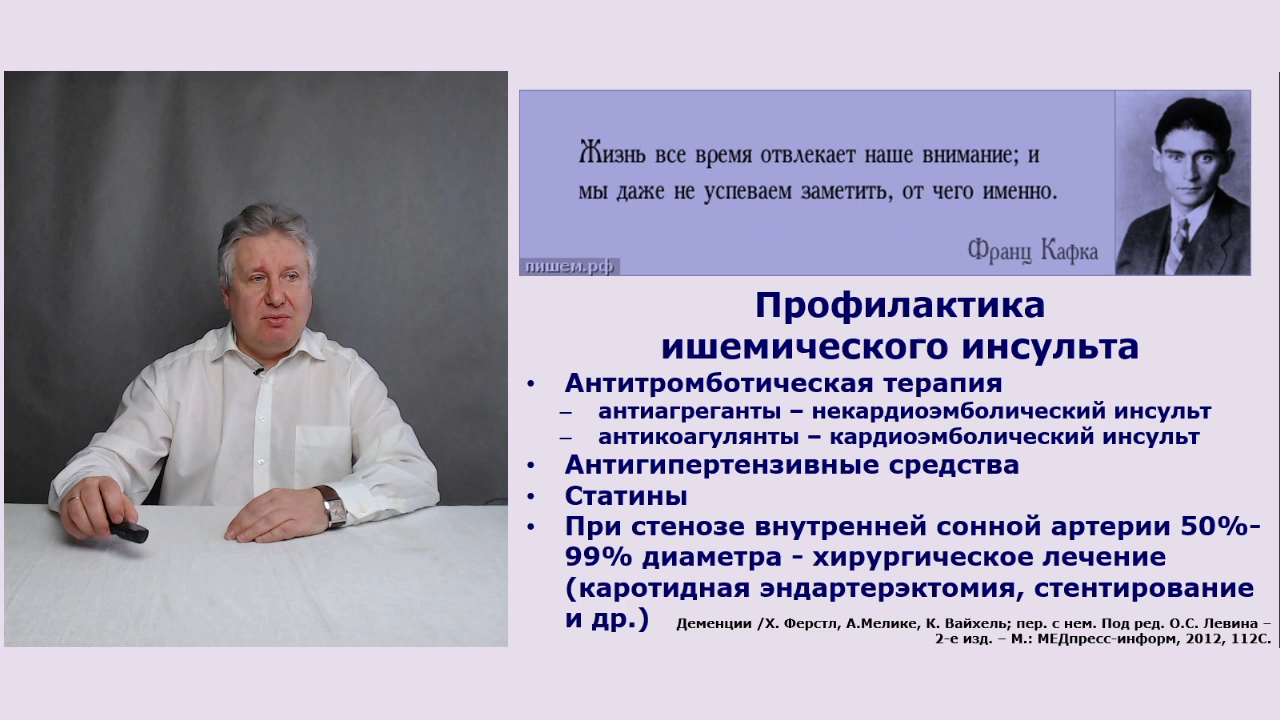 Жизнь все время отвлекает наше внимание; и
мы даже не успеваем заметить, от чего именно.
Франц Кафка
пишем.рф
Профилактика
ишемического инсульта
• Антитромботическая терапия
– антиагреганты – некардиоэмболический инсульт
– антикоагулянты – кардиоэмболический инсульт
• Антигипертензивные средства
• Статины
• При стенозе внутренней сонной артерии 50%-
99% диаметра - хирургическое лечение
(каротидная эндартерэктомия, стентирование
и др.)
Деменции /Х. Ферстл, А.Мелике, К. Вайхель; пер. с нем. Под ред. О.С. Левина –
2-е изд. – М.: МЕДпресс-информ, 2012, 112С.